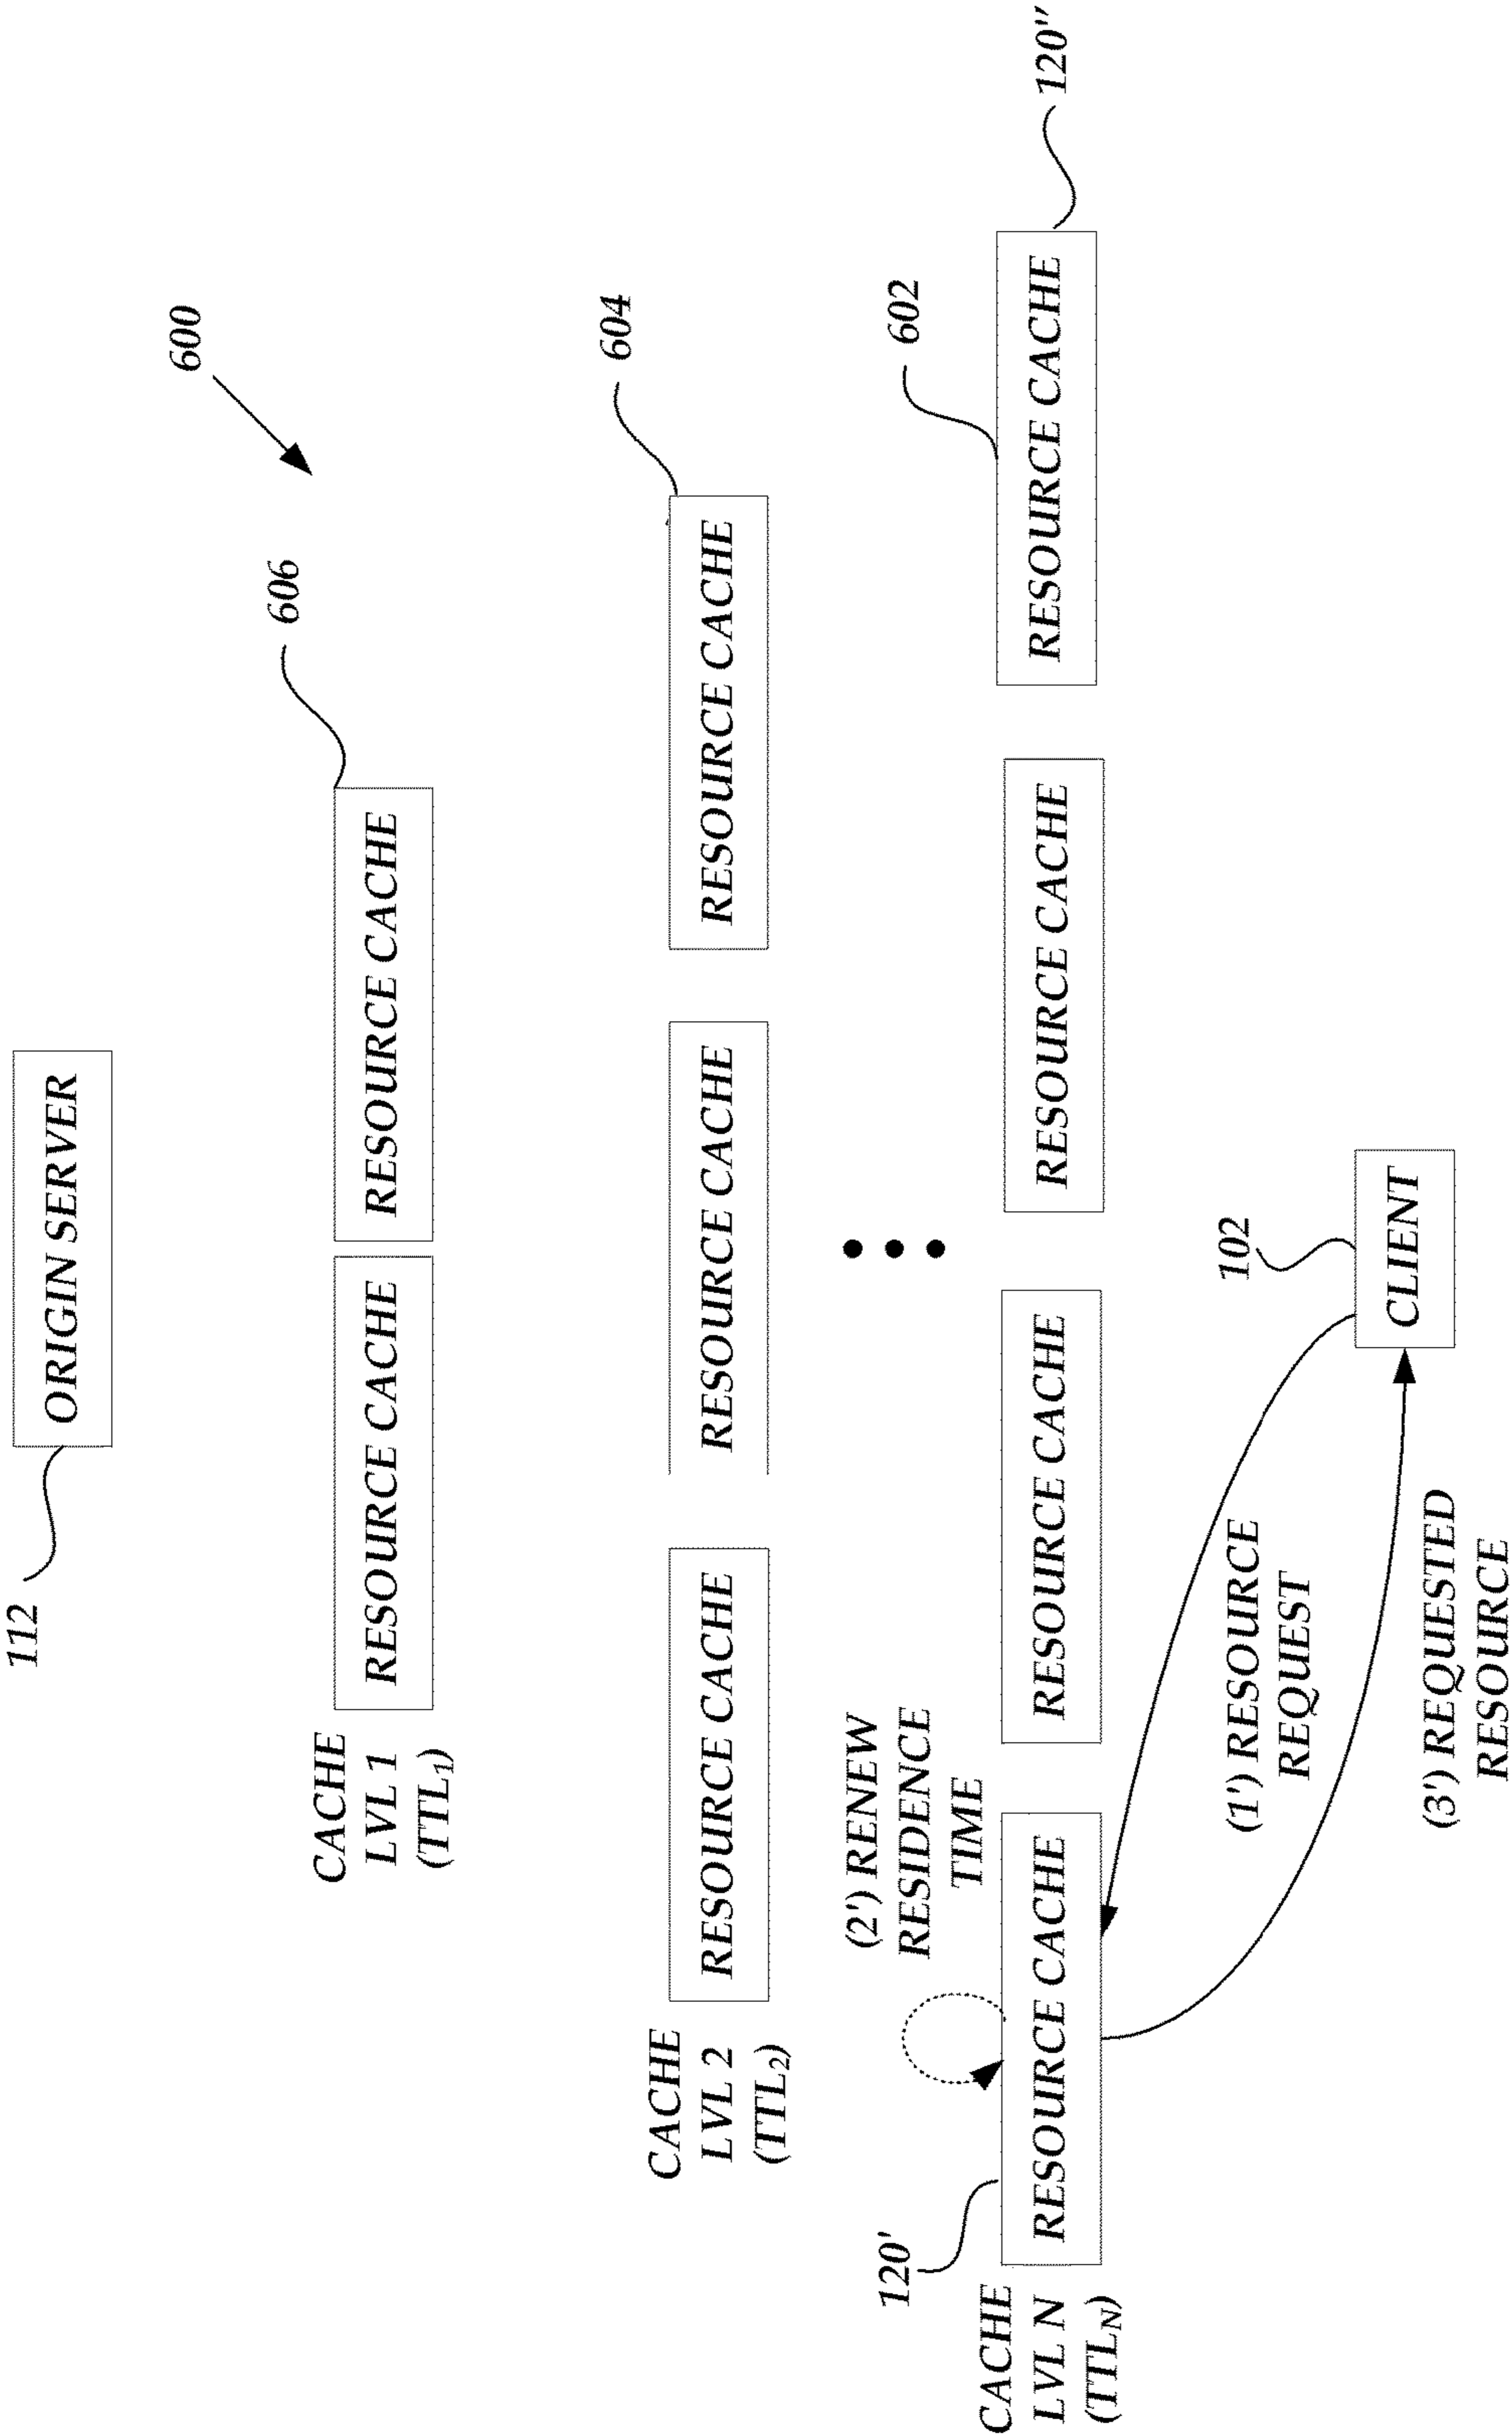 112
ORIGIN SERVER
600
606
CACHE
LVL 1
(TTL₁)
RESOURCE CACHE
RESOURCE CACHE
604
CACHE
LVL 2
(TTL₂)
RESOURCE CACHE
RESOURCE CACHE
RESOURCE CACHE
(2') RENEW
RESIDENCE
TIME
602
120'
120"
CACHE
LVL N
(TTL_N)
RESOURCE CACHE
RESOURCE CACHE
RESOURCE CACHE
RESOURCE CACHE
(1') RESOURCE
REQUEST
102
CLIENT
(3') REQUESTED
RESOURCE